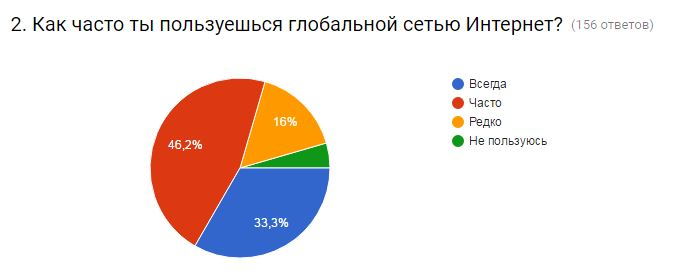 2. Как часто ты пользуешься глобальной сетью Интернет? (156 ответов)
Всегда
Часто
Редко
Не пользуюсь
16%
46,2%
33,3%